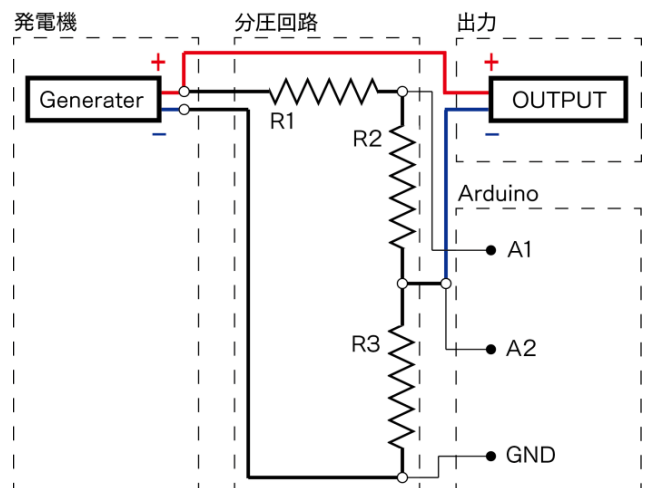 発電機
分圧回路
出力
+
+
Generater
OUTPUT
−
−
R1
R2
Arduino
A1
R3
A2
GND